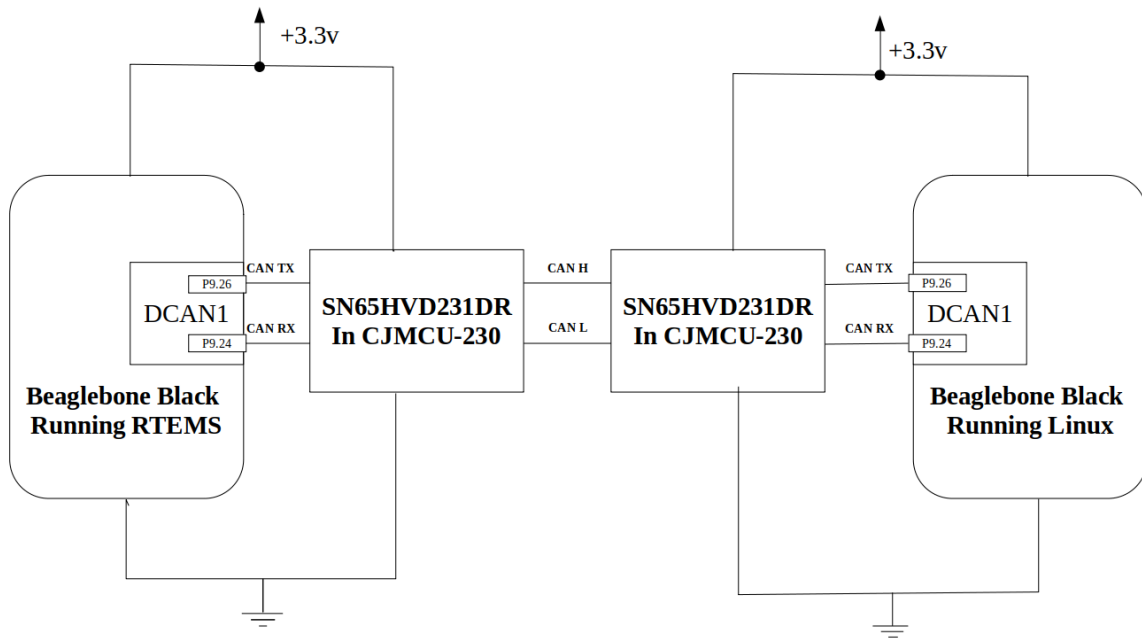 +3.3v
+3.3v
CAN TX
CAN H
CAN TX
P9.26
P9.26
SN65HVD231DR
In CJMCU-230
SN65HVD231DR
In CJMCU-230
DCAN1
DCAN1
CAN RX
CAN L
CAN RX
P9.24
P9.24
Beaglebone Black
Running RTEMS
Beaglebone Black
Running Linux